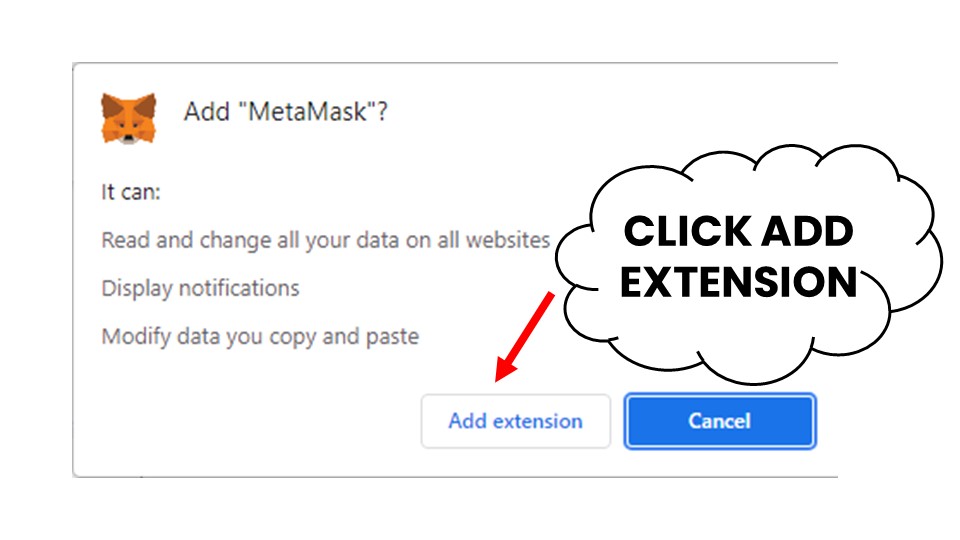 Add "MetaMask"?
It can:
Read and change all your data on all websites
Display notifications
Modify data you copy and paste
CLICK ADD
EXTENSION
Add extension
Cancel